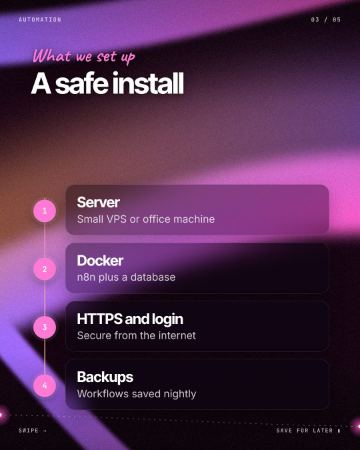 AUTOMATION
03 / 05
What we set up
A safe install
1
Server
Small VPS or office machine
2
Docker
n8n plus a database
3
HTTPS and login
Secure from the internet
4
Backups
Workflows saved nightly
SWIPE →
SAVE FOR LATER